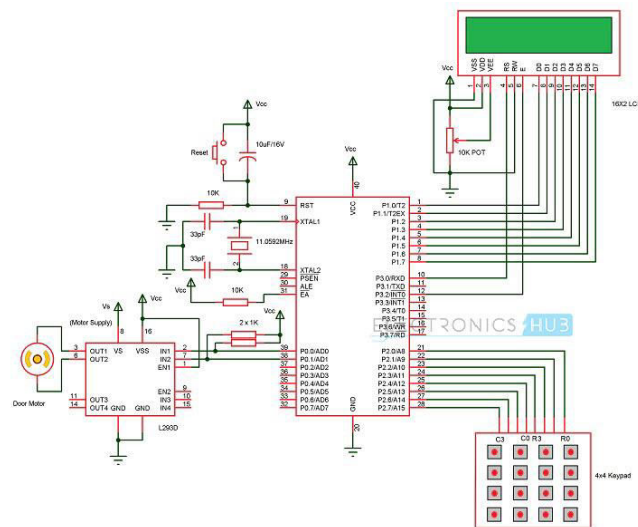 16X2 LC
VSS VDD VEE RS RW E D0 D1 D2 D3 D4 D5 D6 D7
1 2 3 4 5 6 7 8 9 10 11 12 13 14
Vcc
10K POT
Vcc
Reset
10uF/16V
Vcc
40
VCC
10K
9 RST
33pF
19 XTAL1
11.0592MHz
1
2
33pF
18 XTAL2
29 PSEN
30 ALE
31 EA
Vcc
10K
P1.0/T2 1
P1.1/T2EX 2
P1.2 3
P1.3 4
P1.4 5
P1.5 6
P1.6 7
P1.7 8
P3.0/RXD 10
P3.1/TXD 11
P3.2/INT0 12
P3.3/INT1 13
P3.4/T0 14
P3.5/T1 15
P3.6/WR 16
P3.7/RD 17
ELECTRONICS HUB
P2.0/A8 21
P2.1/A9 22
P2.2/A10 23
P2.3/A11 24
P2.4/A12 25
P2.5/A13 26
P2.6/A14 27
P2.7/A15 28
39 P0.0/AD0
38 P0.1/AD1
37 P0.2/AD2
36 P0.3/AD3
35 P0.4/AD4
34 P0.5/AD5
33 P0.6/AD6
32 P0.7/AD7
GND
20
Vs
Vcc
(Motor Supply)
8
16
Vcc
2 x 1K
VS VSS
3 OUT1 IN1 2
6 OUT2 IN2 7
EN1 1
EN2 9
11 OUT3 IN3 10
14 OUT4 IN4 15
GND GND
4 13
L293D
Door Motor
C3 C0 R3 R0
4x4 Keypad